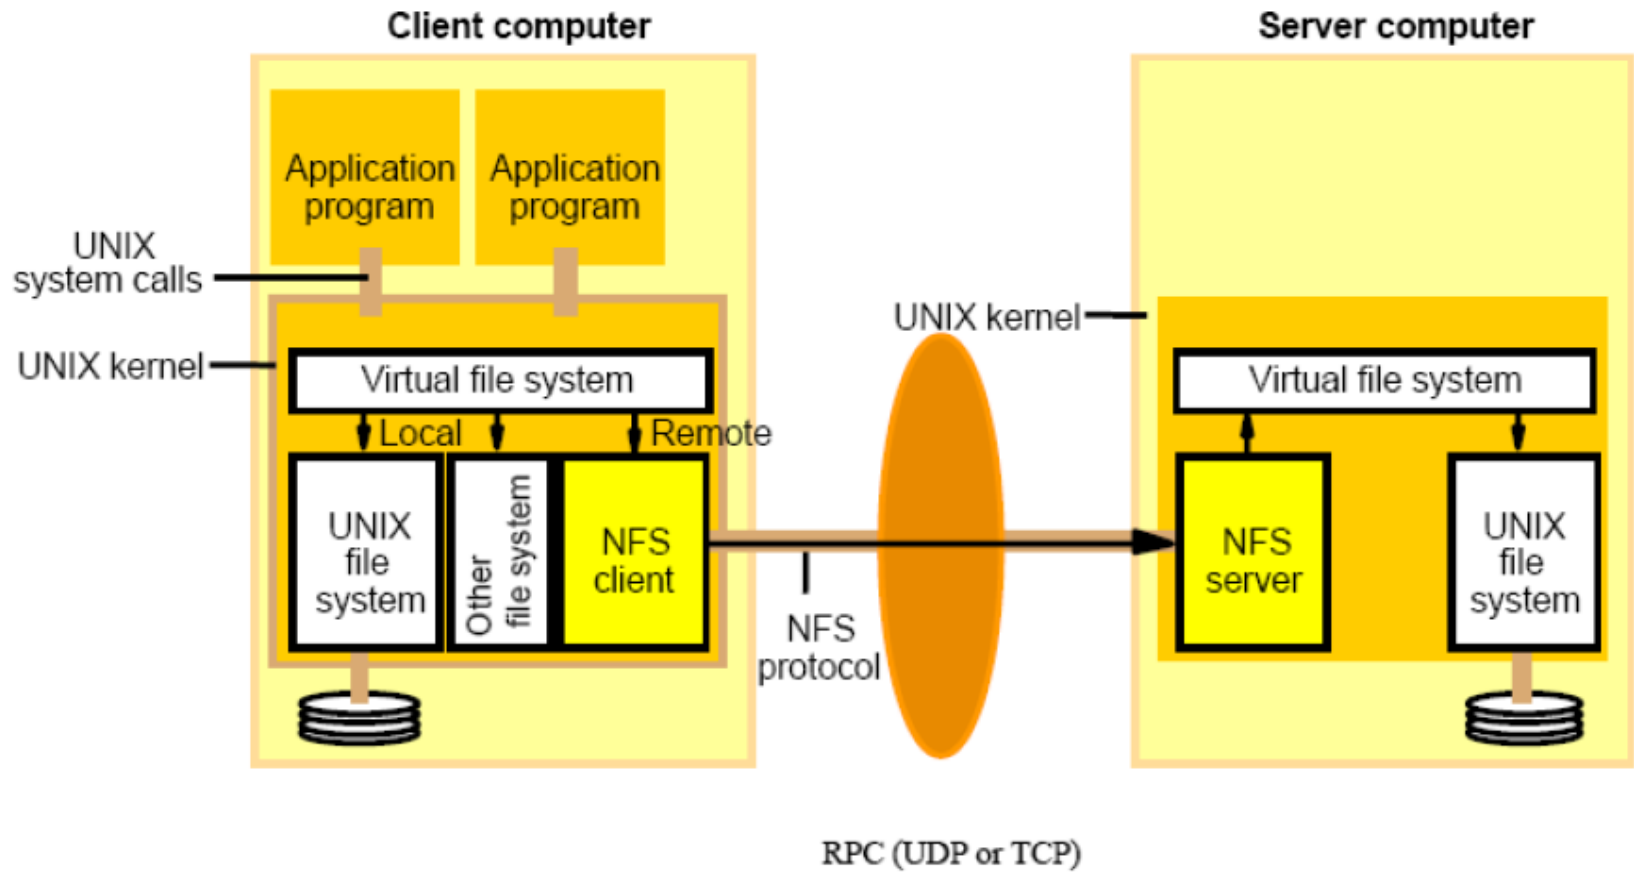 Client computer
Server computer
Application
program
Application
program
UNIX
system calls
UNIX kernel
Virtual file system
Local
Remote
UNIX
file
system
Other
file system
NFS
client
NFS
protocol
UNIX kernel
Virtual file system
NFS
server
UNIX
file
system
RPC (UDP or TCP)